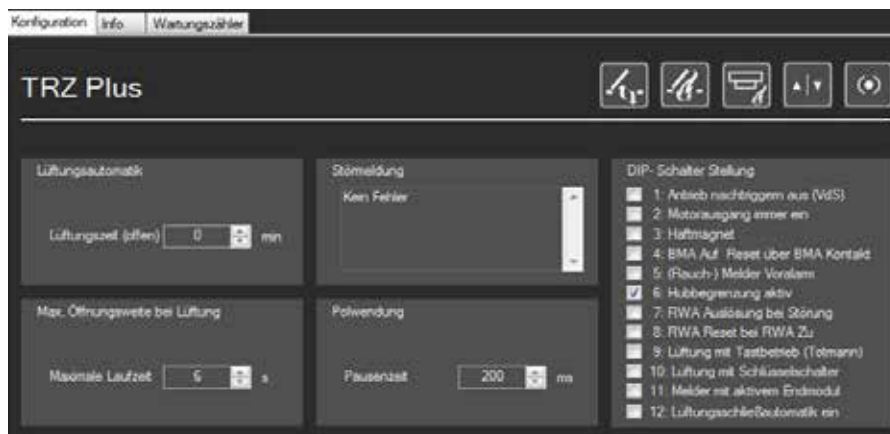 Konfiguration Info Wartungszähler
TRZ Plus
Lüftungsautomatik
Lüftungszeit (offen) 0 min
Störmeldung
Kein Fehler
Max. Öffnungsweite bei Lüftung
Maximale Laufzeit 6 s
Polwendung
Pausenzeit 200 ms
DIP- Schalter Stellung
1: Antrieb nachtriggern aus (VdS)
2: Motorausgang immer ein
3: Haftmagnet
4: BMA Auf Reset über BMA Kontakt
5: (Rauch-) Melder Voralarm
6: Hubbegrenzung aktiv
7: RWA Auslösung bei Störung
8: RWA Reset bei RWA Zu
9: Lüftung mit Tastbetrieb (Totmann)
10: Lüftung mit Schlüsselschalter
11: Melder mit aktivem Endmodul
12: Lüftungsschließautomatik ein